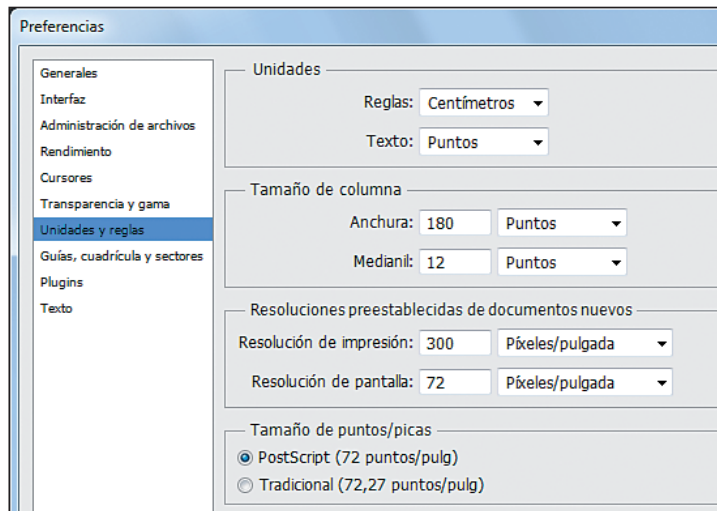 Preferencias
Generales
Interfaz
Administración de archivos
Rendimiento
Cursores
Transparencia y gama
Unidades y reglas
Guías, cuadrícula y sectores
Plugins
Texto
Unidades
Reglas: Centímetros
Texto: Puntos
Tamaño de columna
Anchura: 180 Puntos
Medianil: 12 Puntos
Resoluciones preestablecidas de documentos nuevos
Resolución de impresión: 300 Píxeles/pulgada
Resolución de pantalla: 72 Píxeles/pulgada
Tamaño de puntos/picas
PostScript (72 puntos/pulg)
Tradicional (72,27 puntos/pulg)